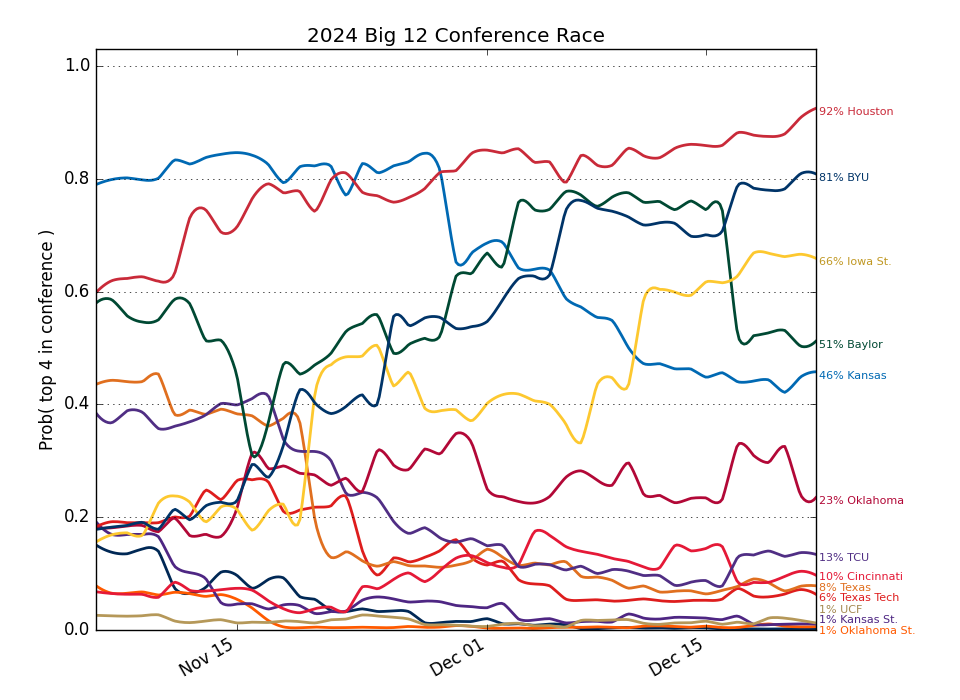 2024 Big 12 Conference Race
Prob( top 4 in conference )
1.0
0.8
0.6
0.4
0.2
0.0
Nov 15
Dec 01
Dec 15
92% Houston
81% BYU
66% Iowa St.
51% Baylor
46% Kansas
23% Oklahoma
13% TCU
10% Cincinnati
8% Texas
6% Texas Tech
1% UCF
1% Kansas St.
1% Oklahoma St.